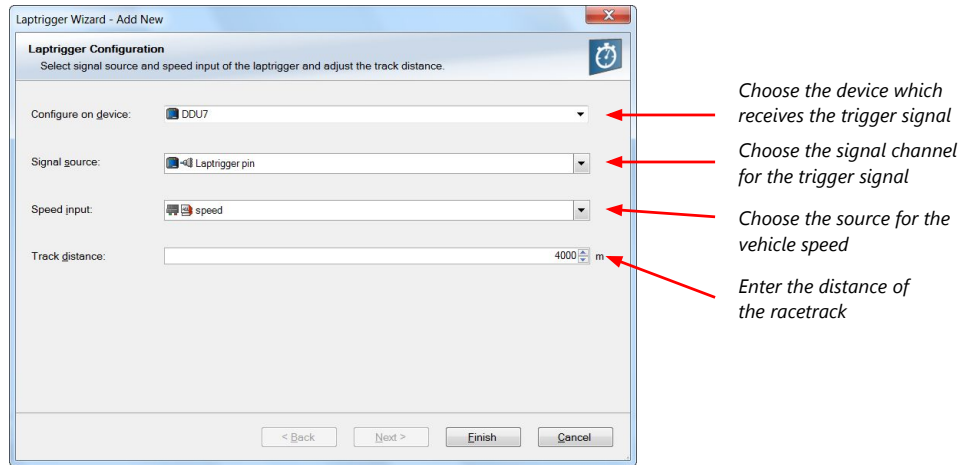 Laptrigger Wizard - Add New
Laptrigger Configuration
Select signal source and speed input of the laptrigger and adjust the track distance.
Configure on device:
DDU7
Choose the device which
receives the trigger signal
Signal source:
Laptrigger pin
Choose the signal channel
for the trigger signal
Speed input:
speed
Choose the source for the
vehicle speed
Track distance:
4000 m
Enter the distance of
the racetrack
< Back
Next >
Finish
Cancel